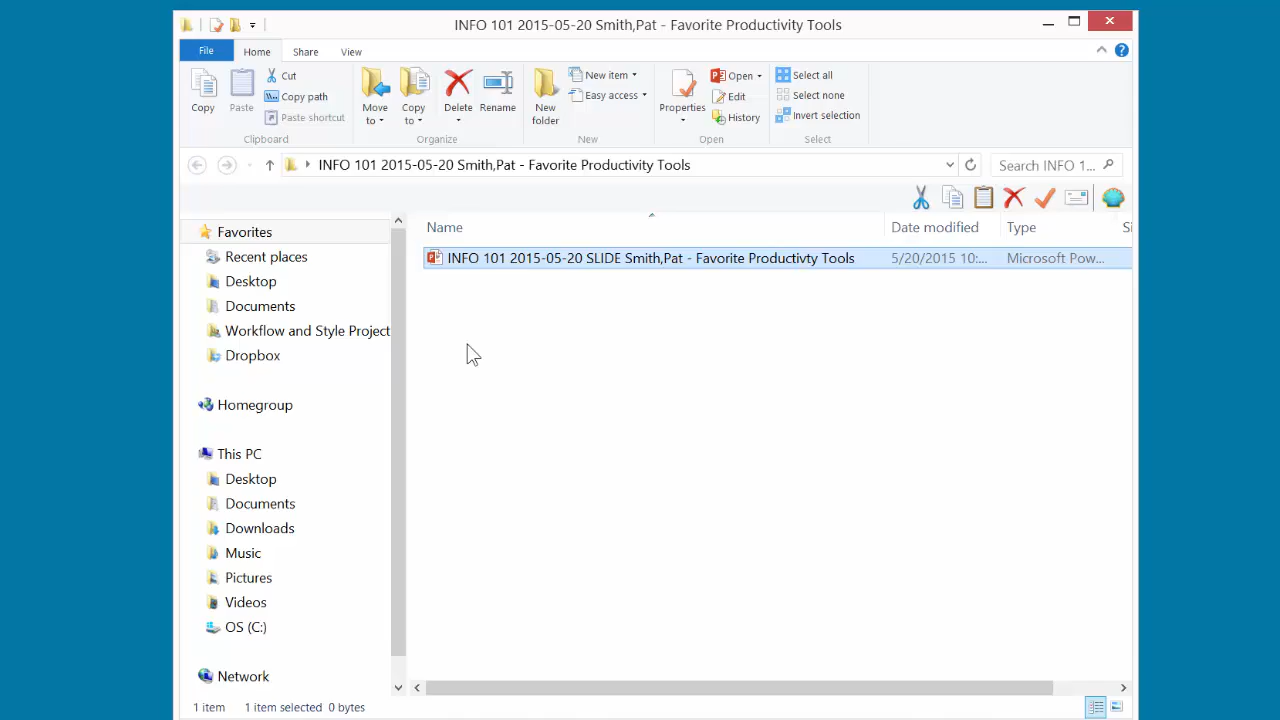 INFO 101 2015-05-20 Smith,Pat - Favorite Productivity Tools
File Home Share View
Copy
Paste
Cut
Copy path
Paste shortcut
Clipboard
Move to
Copy to
Delete
Rename
Organize
New folder
New item
Easy access
New
Properties
Open
Edit
History
Open
Select all
Select none
Invert selection
Select
INFO 101 2015-05-20 Smith,Pat - Favorite Productivity Tools
Search INFO 1...
Name Date modified Type Si
INFO 101 2015-05-20 SLIDE Smith,Pat - Favorite Productivty Tools 5/20/2015 10:... Microsoft Pow...
Favorites
Recent places
Desktop
Documents
Workflow and Style Project
Dropbox
Homegroup
This PC
Desktop
Documents
Downloads
Music
Pictures
Videos
OS (C:)
Network
1 item 1 item selected 0 bytes